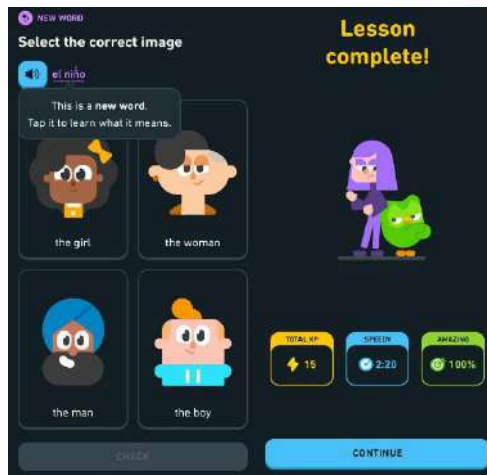 NEW WORD
Select the correct image
el niño
This is a new word.
Tap it to learn what it means.
the girl
the woman
the man
the boy
CHECK
Lesson
complete!
TOTAL XP
15
SPEEDY
2:20
AMAZING
100%
CONTINUE